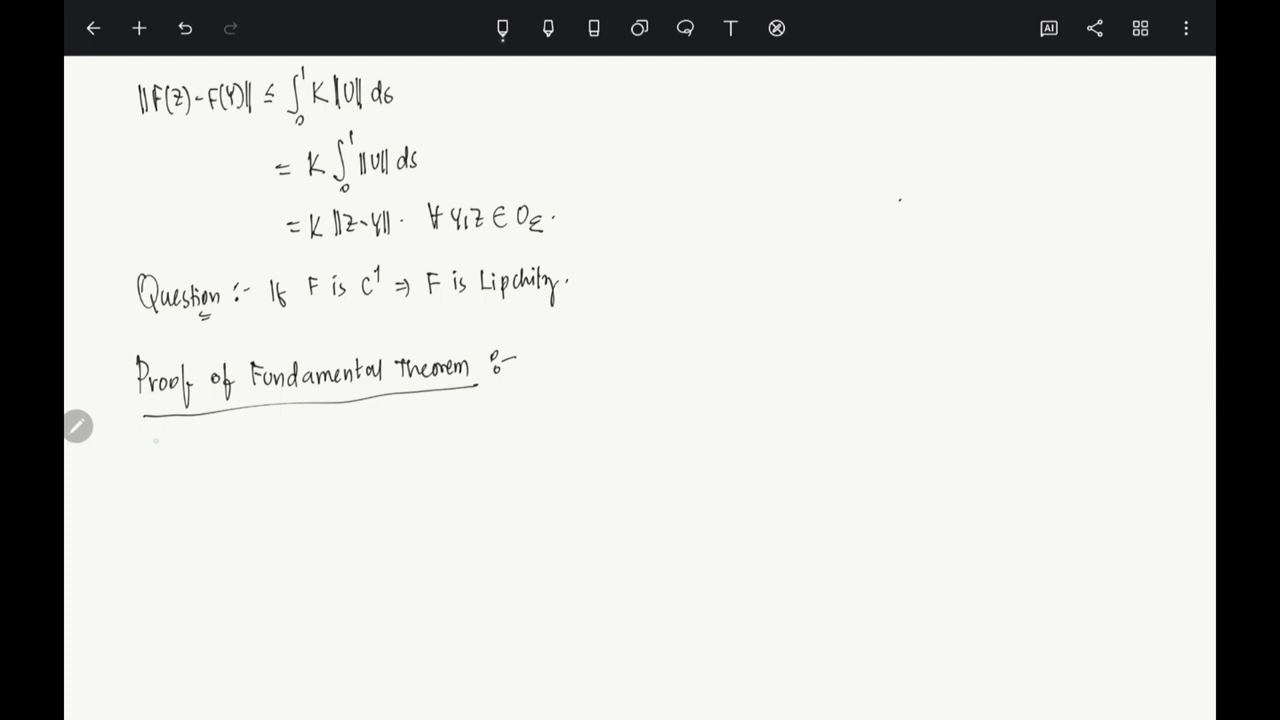 ||F(Z)-F(Y)|| ≤ ∫₀¹ K ||U|| ds
= K ∫₀¹ ||U|| ds
= K ||Z-Y||. ∀ Y,Z ∈ O_ε.
Question :- If F is C¹ ⇒ F is Lipchitz.
Proof of Fundamental Theorem :-